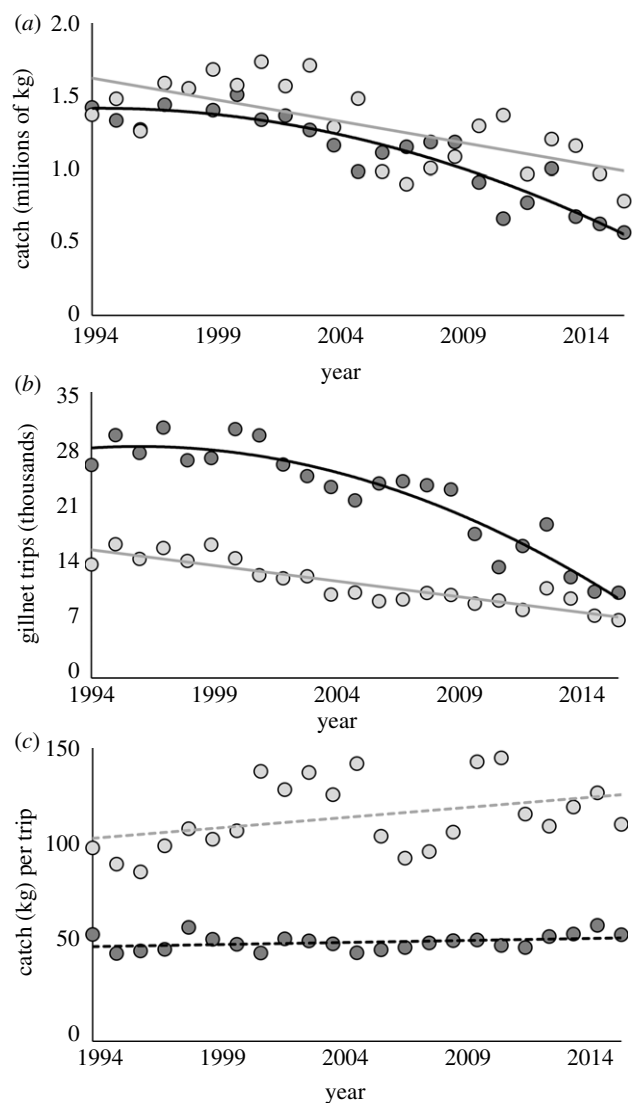 (a)
2.0
1.5
1.0
0.5
0
catch (millions of kg)
1994 1999 2004 2009 2014
year
(b)
35
28
21
14
7
0
gillnet trips (thousands)
1994 1999 2004 2009 2014
year
(c)
150
100
50
0
catch (kg) per trip
1994 1999 2004 2009 2014
year